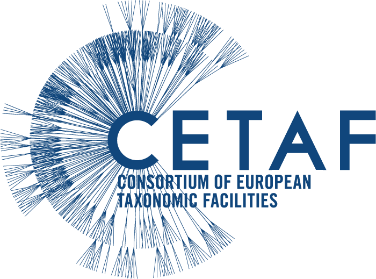 CETAF
CONSORTIUM OF EUROPEAN
TAXONOMIC FACILITIES